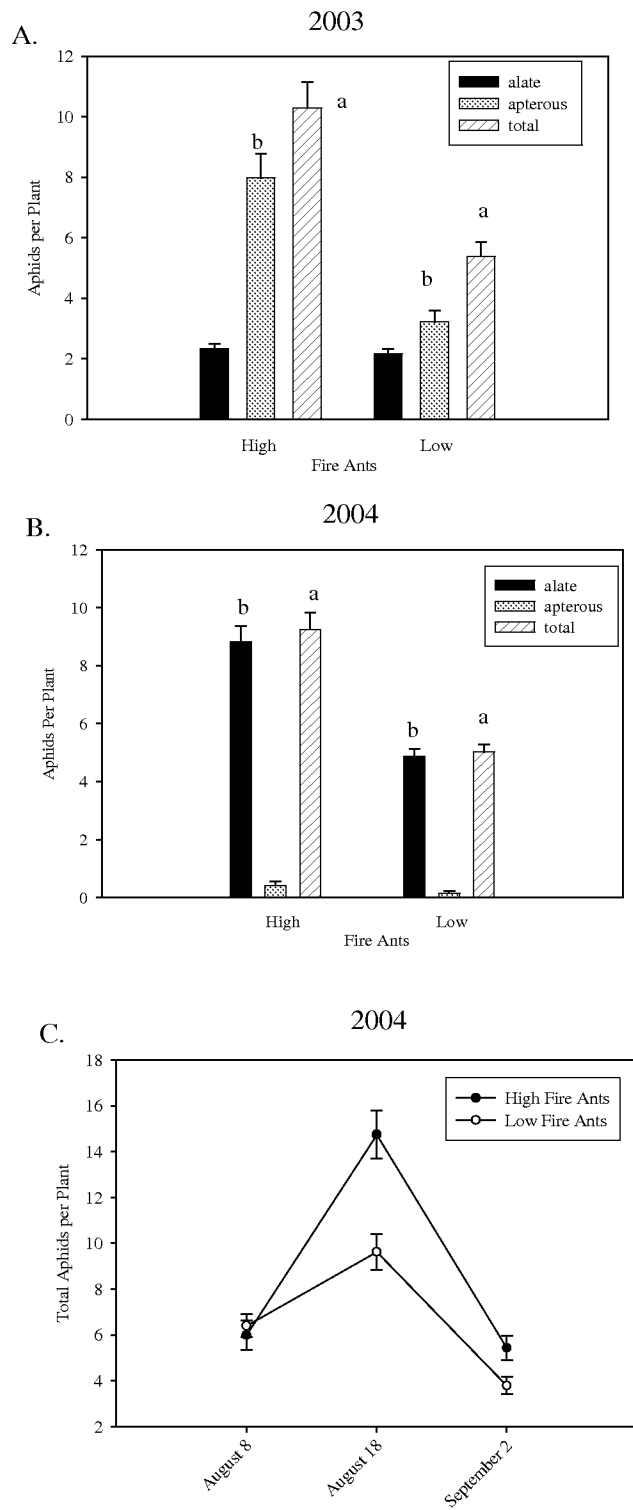 2003
A.
12
10
8
6
4
2
0
Aphids per Plant
alate
apterous
total
b
a
b
a
High
Low
Fire Ants
2004
B.
12
10
8
6
4
2
0
Aphids Per Plant
alate
apterous
total
b
a
b
a
High
Low
Fire Ants
2004
C.
18
16
14
12
10
8
6
4
2
Total Aphids per Plant
High Fire Ants
Low Fire Ants
August 8
August 18
September 2